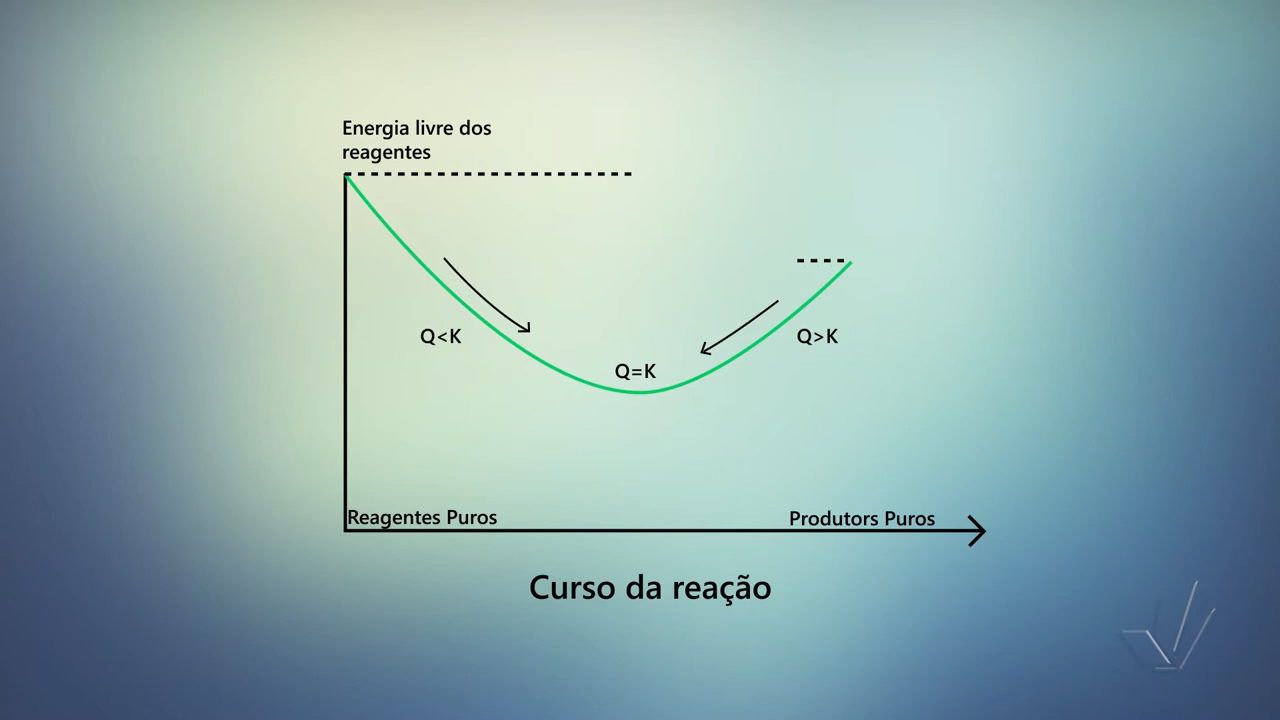 Energia livre dos
reagentes
Q<K
Q>K
Q=K
Reagentes Puros
Produtors Puros
Curso da reação